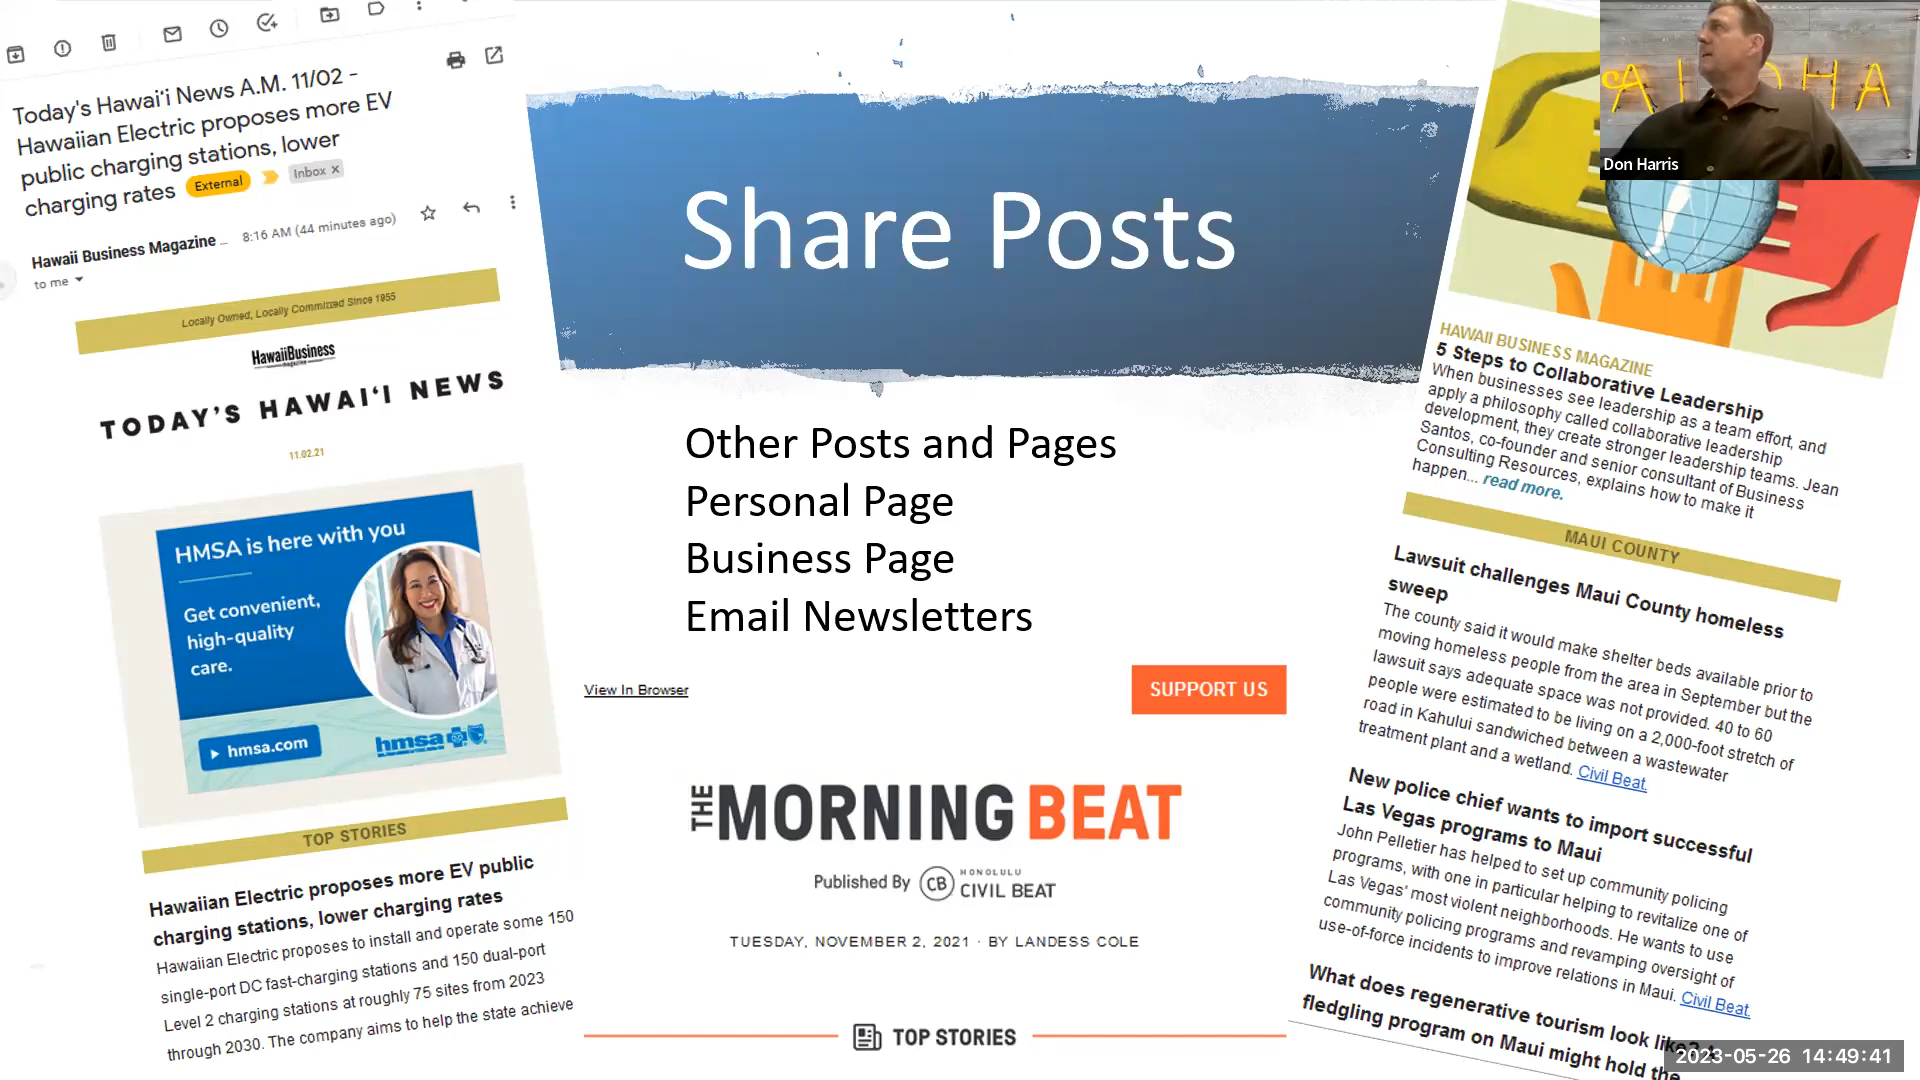 Today's Hawai'i News A.M. 11/02 -
Hawaiian Electric proposes more EV
public charging stations, lower
charging rates External Inbox x
Hawaii Business Magazine ... 8:16 AM (44 minutes ago)
to me
Locally Owned, Locally Committed Since 1955
HawaiiBusiness
magazine
TODAY'S HAWAI'I NEWS
11.02.21
HMSA is here with you
Get convenient,
high-quality
care.
hmsa.com
hmsa
TOP STORIES
Hawaiian Electric proposes more EV public
charging stations, lower charging rates
Hawaiian Electric proposes to install and operate some 150
single-port DC fast-charging stations and 150 dual-port
Level 2 charging stations at roughly 75 sites from 2023
through 2030. The company aims to help the state achieve
Share Posts
Other Posts and Pages
Personal Page
Business Page
Email Newsletters
View In Browser
SUPPORT US
THE MORNING BEAT
Published By CB HONOLULU
CIVIL BEAT
TUESDAY, NOVEMBER 2, 2021 · BY LANDESS COLE
TOP STORIES
ALOHA
Don Harris
HAWAII BUSINESS MAGAZINE
5 Steps to Collaborative Leadership
When businesses see leadership as a team effort, and
apply a philosophy called collaborative leadership
development, they create stronger leadership teams. Jean
Santos, co-founder and senior consultant of Business
Consulting Resources, explains how to make it
happen... read more.
MAUI COUNTY
Lawsuit challenges Maui County homeless
sweep
The county said it would make shelter beds available prior to
moving homeless people from the area in September but the
lawsuit says adequate space was not provided. 40 to 60
people were estimated to be living on a 2,000-foot stretch of
road in Kahului sandwiched between a wastewater
treatment plant and a wetland. Civil Beat.
New police chief wants to import successful
Las Vegas programs to Maui
John Pelletier has helped to set up community policing
programs, with one in particular helping to revitalize one of
Las Vegas' most violent neighborhoods. He wants to use
community policing programs and revamping oversight of
use-of-force incidents to improve relations in Maui. Civil Beat.
What does regenerative tourism look like? A
fledgling program on Maui might hold the
2023-05-26 14:49:41